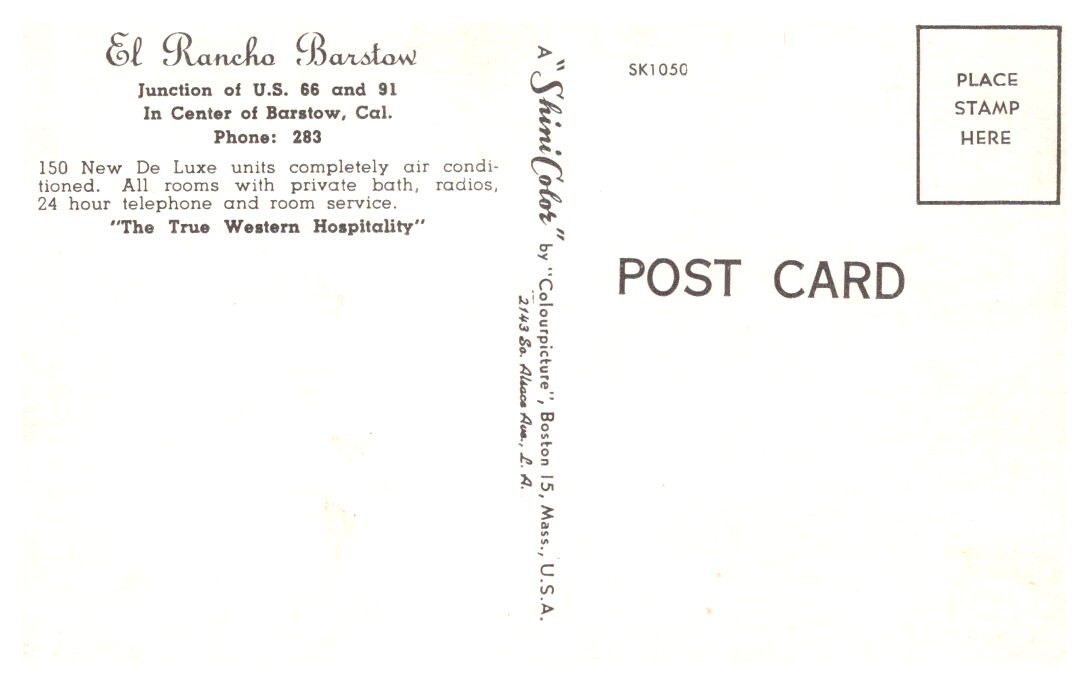 El Rancho Barstow
Junction of U.S. 66 and 91
In Center of Barstow, Cal.
Phone: 283
150 New De Luxe units completely air condi-
tioned. All rooms with private bath, radios,
24 hour telephone and room service.
"The True Western Hospitality"
A "ShiniColor" by "Colourpicture", Boston 15, Mass., U.S.A.
2143 So. Alsace Ave., L. A.
SK1050
PLACE
STAMP
HERE
POST CARD